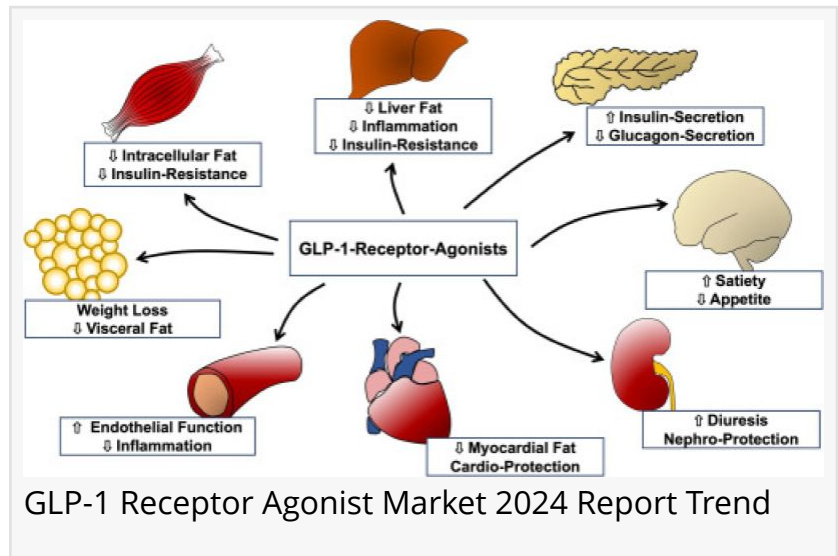 ⇩ Liver Fat
⇩ Inflammation
⇩ Insulin-Resistance
⇧ Insulin-Secretion
⇩ Glucagon-Secretion
⇩ Intracellular Fat
⇩ Insulin-Resistance
GLP-1-Receptor-Agonists
⇧ Satiety
⇩ Appetite
Weight Loss
⇩ Visceral Fat
⇧ Endothelial Function
⇩ Inflammation
⇩ Myocardial Fat
Cardio-Protection
⇧ Diuresis
Nephro-Protection
GLP-1 Receptor Agonist Market 2024 Report Trend